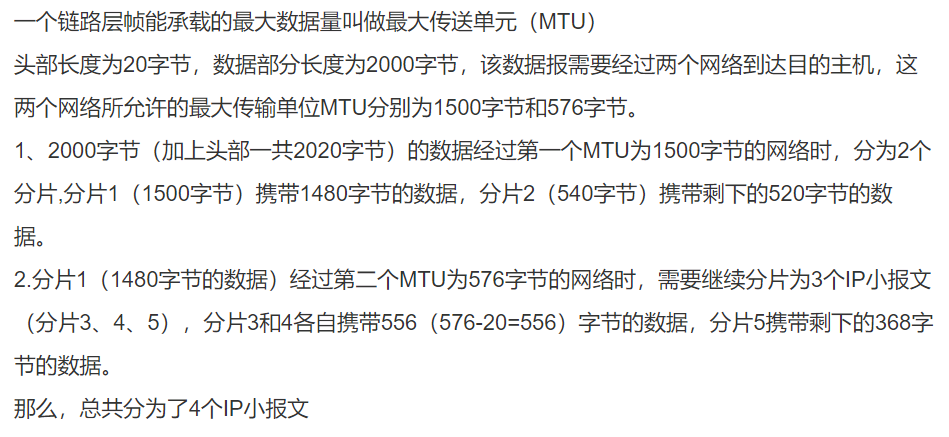 一个链路层帧能承载的最大数据量叫做最大传送单元（MTU）
头部长度为20字节，数据部分长度为2000字节，该数据报需要经过两个网络到达目的主机，这
两个网络所允许的最大传输单位MTU分别为1500字节和576字节。
1、2000字节（加上头部一共2020字节）的数据经过第一个MTU为1500字节的网络时，分为2个
分片,分片1（1500字节）携带1480字节的数据，分片2（540字节）携带剩下的520字节的数
据。
2.分片1（1480字节的数据）经过第二个MTU为576字节的网络时，需要继续分片为3个IP小报文
（分片3、4、5），分片3和4各自携带556（576-20=556）字节的数据，分片5携带剩下的368字
节的数据。
那么，总共分为了4个IP小报文